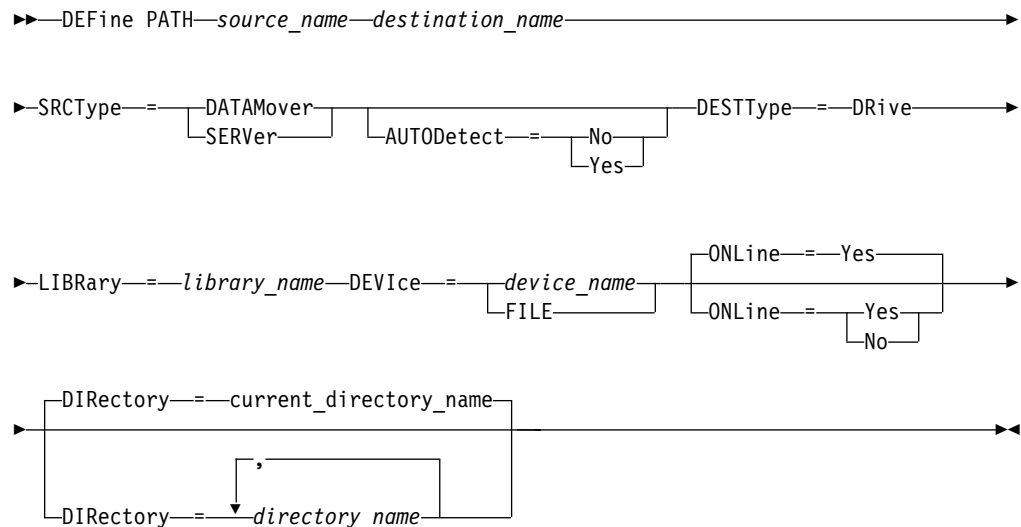 DEFine PATH source_name destination_name
SRCType = DATAMover DESTType = DRive
SERVer AUTODetect = No
Yes
ONLine = Yes
LIBRary = library_name DEVIce = device_name
FILE ONLine = Yes
No
DIRectory = current_directory_name
,
DIRectory = directory_name